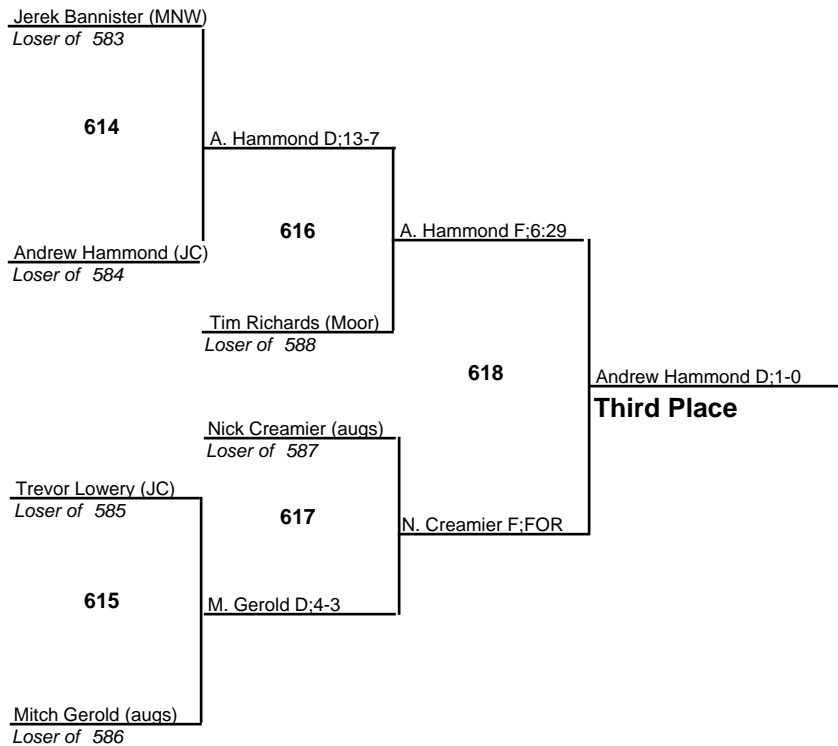 Jerek Bannister (MNW)
Loser of 583
614
A. Hammond D;13-7
616
A. Hammond F;6:29
Andrew Hammond (JC)
Loser of 584
Tim Richards (Moor)
Loser of 588
618
Andrew Hammond D;1-0
Third Place
Nick Creamier (augs)
Loser of 587
Trevor Lowery (JC)
Loser of 585
617
N. Creamier F;FOR
615
M. Gerold D;4-3
Mitch Gerold (augs)
Loser of 586